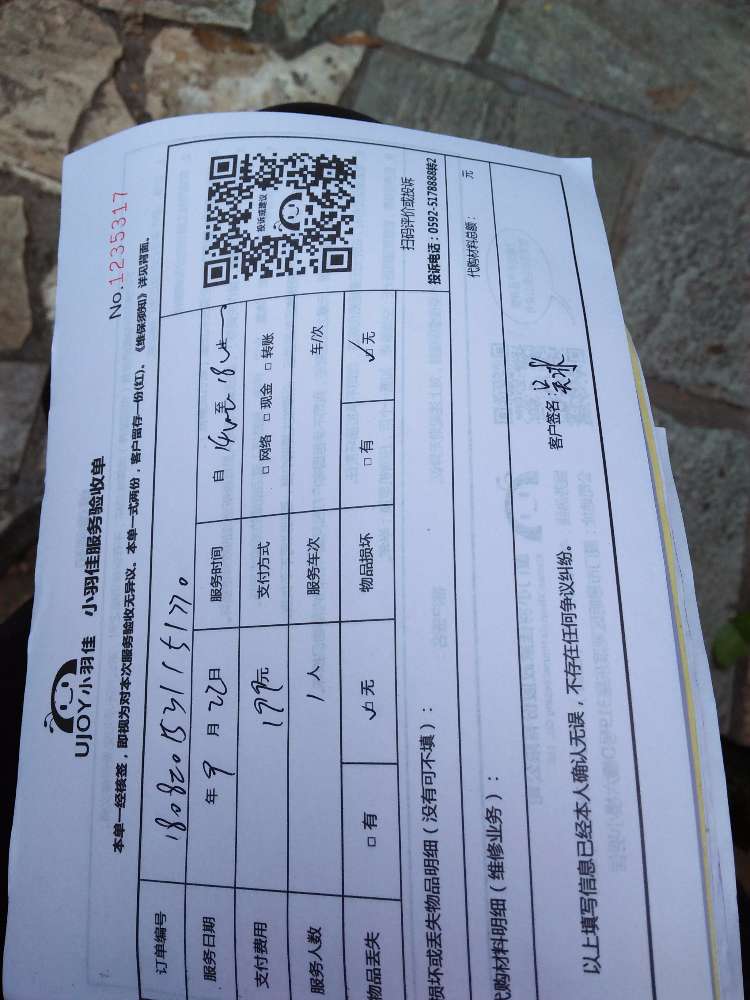 UJOY小羽佳 小羽佳服务验收单
No.1235317
本单一经核签，即视为对本次服务验收无异议。本单一式两份，客户留存一份(红)。《维保须知》详见背面。
订单编号
投诉或建议
服务日期 年 9 月 22日 服务时间 自 至
支付费用 199元 支付方式 □ 网络 □ 现金 □ 转账
服务人数 1 人 服务车次 车/次
物品丢失 □ 有 ☑ 无 物品损坏 □ 有 ☑ 无
扫码评价或投诉
投诉电话：0592-5178888转2
损坏或丢失物品明细（没有可不填）：
代购材料明细（维修业务）： 代购材料总额： 元
以上填写信息已经本人确认无误，不存在任何争议纠纷。 客户签名：